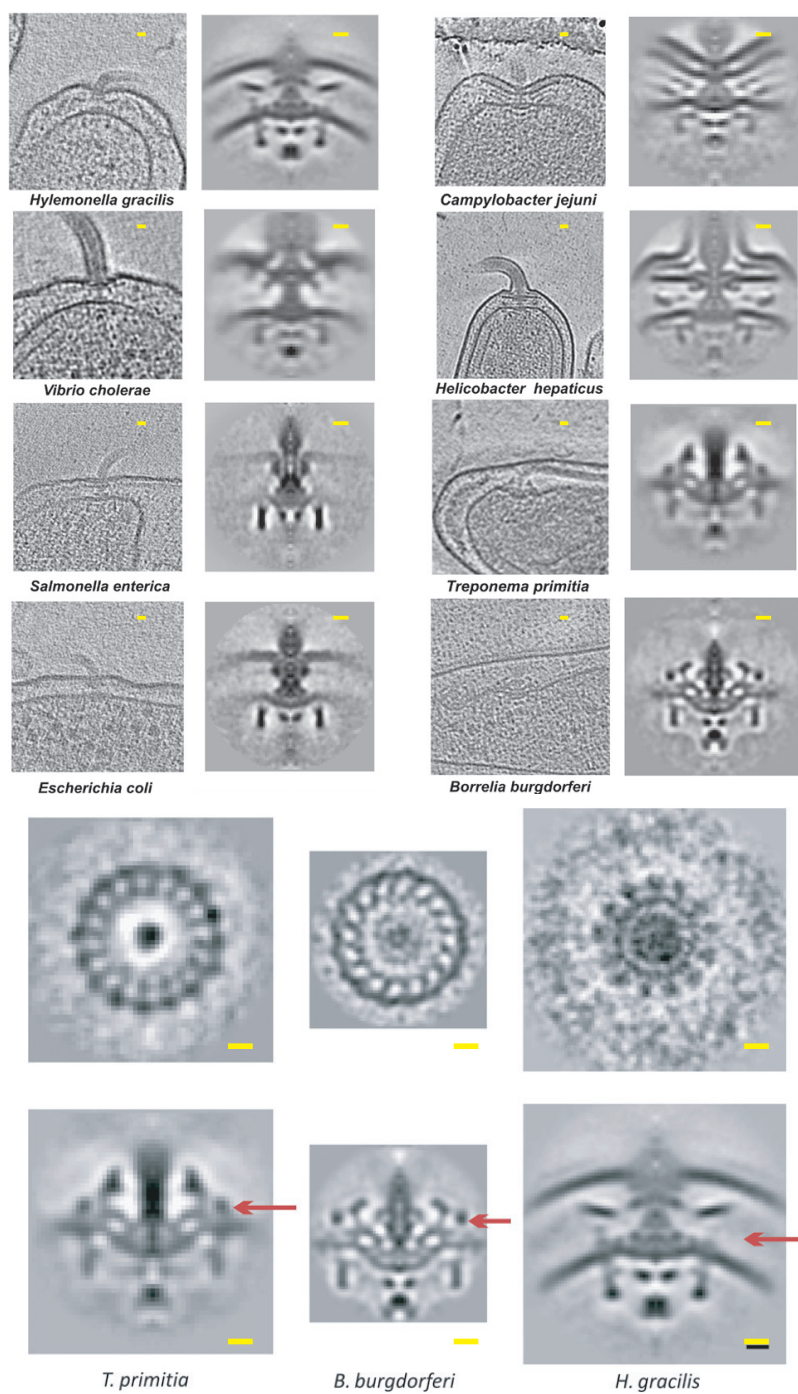 Hylemonella gracilis
Campylobacter jejuni
Vibrio cholerae
Helicobacter hepaticus
Salmonella enterica
Treponema primitia
Escherichia coli
Borrelia burgdorferi
T. primitia
B. burgdorferi
H. gracilis